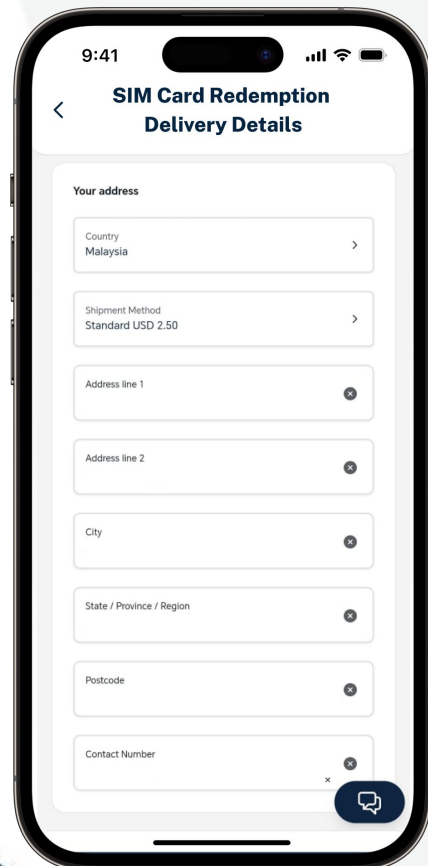 9:41
SIM Card Redemption
Delivery Details
Your address
Country
Malaysia
Shipment Method
Standard USD 2.50
Address line 1
Address line 2
City
State / Province / Region
Postcode
Contact Number